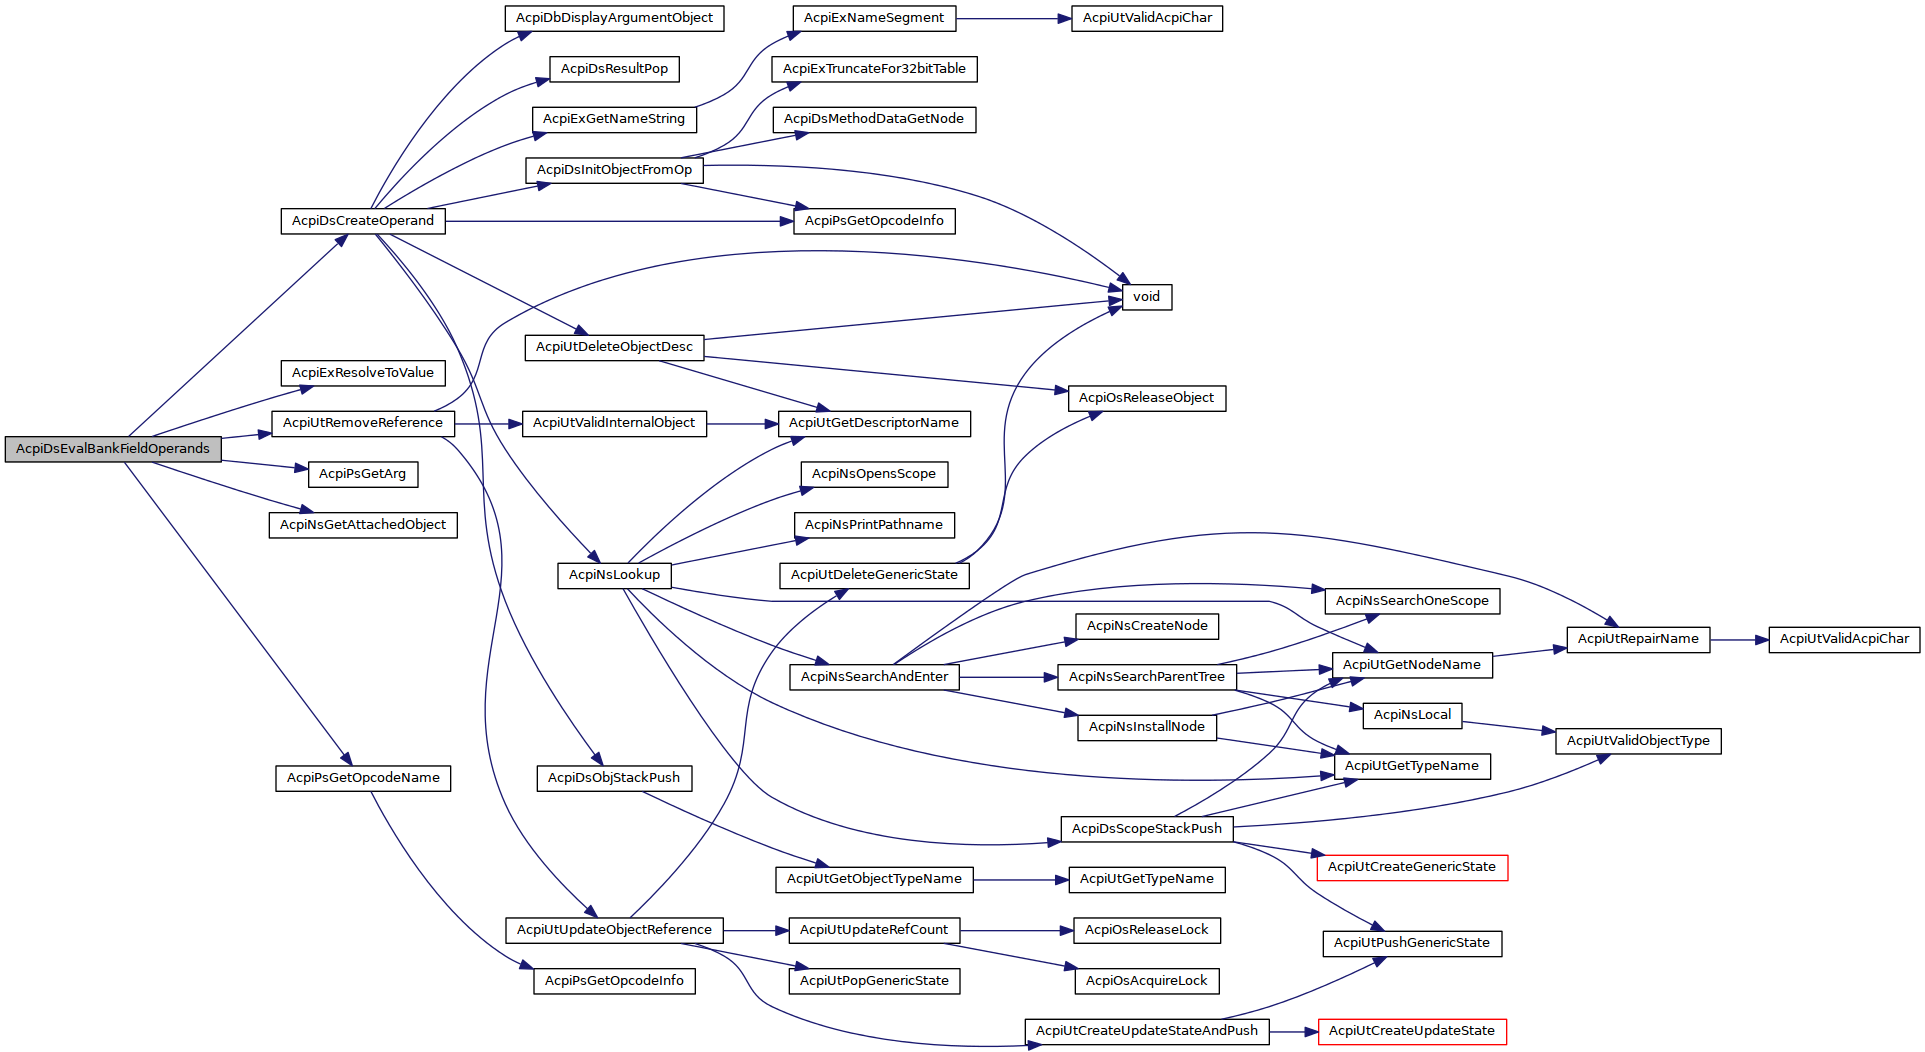 AcpiDbDisplayArgumentObject
AcpiExNameSegment
AcpiUtValidAcpiChar
AcpiDsResultPop
AcpiExTruncateFor32bitTable
AcpiExGetNameString
AcpiDsMethodDataGetNode
AcpiDsInitObjectFromOp
AcpiDsCreateOperand
AcpiPsGetOpcodeInfo
void
AcpiUtDeleteObjectDesc
AcpiExResolveToValue
AcpiOsReleaseObject
AcpiUtRemoveReference
AcpiUtValidInternalObject
AcpiUtGetDescriptorName
AcpiDsEvalBankFieldOperands
AcpiPsGetArg
AcpiNsOpensScope
AcpiNsGetAttachedObject
AcpiNsPrintPathname
AcpiNsLookup
AcpiUtDeleteGenericState
AcpiNsSearchOneScope
AcpiNsCreateNode
AcpiUtRepairName
AcpiUtValidAcpiChar
AcpiUtGetNodeName
AcpiNsSearchAndEnter
AcpiNsSearchParentTree
AcpiNsLocal
AcpiNsInstallNode
AcpiUtValidObjectType
AcpiUtGetTypeName
AcpiPsGetOpcodeName
AcpiDsObjStackPush
AcpiDsScopeStackPush
AcpiUtCreateGenericState
AcpiUtGetObjectTypeName
AcpiUtGetTypeName
AcpiUtUpdateObjectReference
AcpiUtUpdateRefCount
AcpiOsReleaseLock
AcpiUtPushGenericState
AcpiPsGetOpcodeInfo
AcpiUtPopGenericState
AcpiOsAcquireLock
AcpiUtCreateUpdateStateAndPush
AcpiUtCreateUpdateState